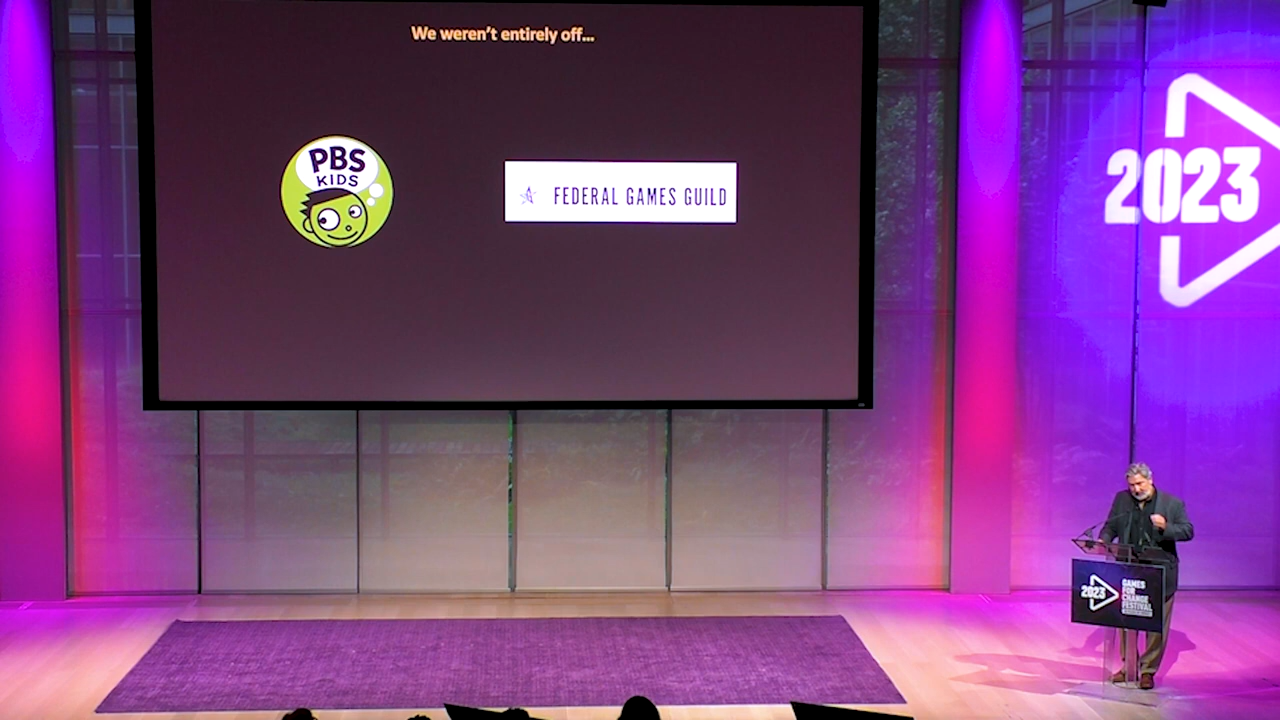 We weren't entirely off...
PBS
KIDS
FEDERAL GAMES GUILD
2023
2023
GAMES
FOR
CHANGE
FESTIVAL